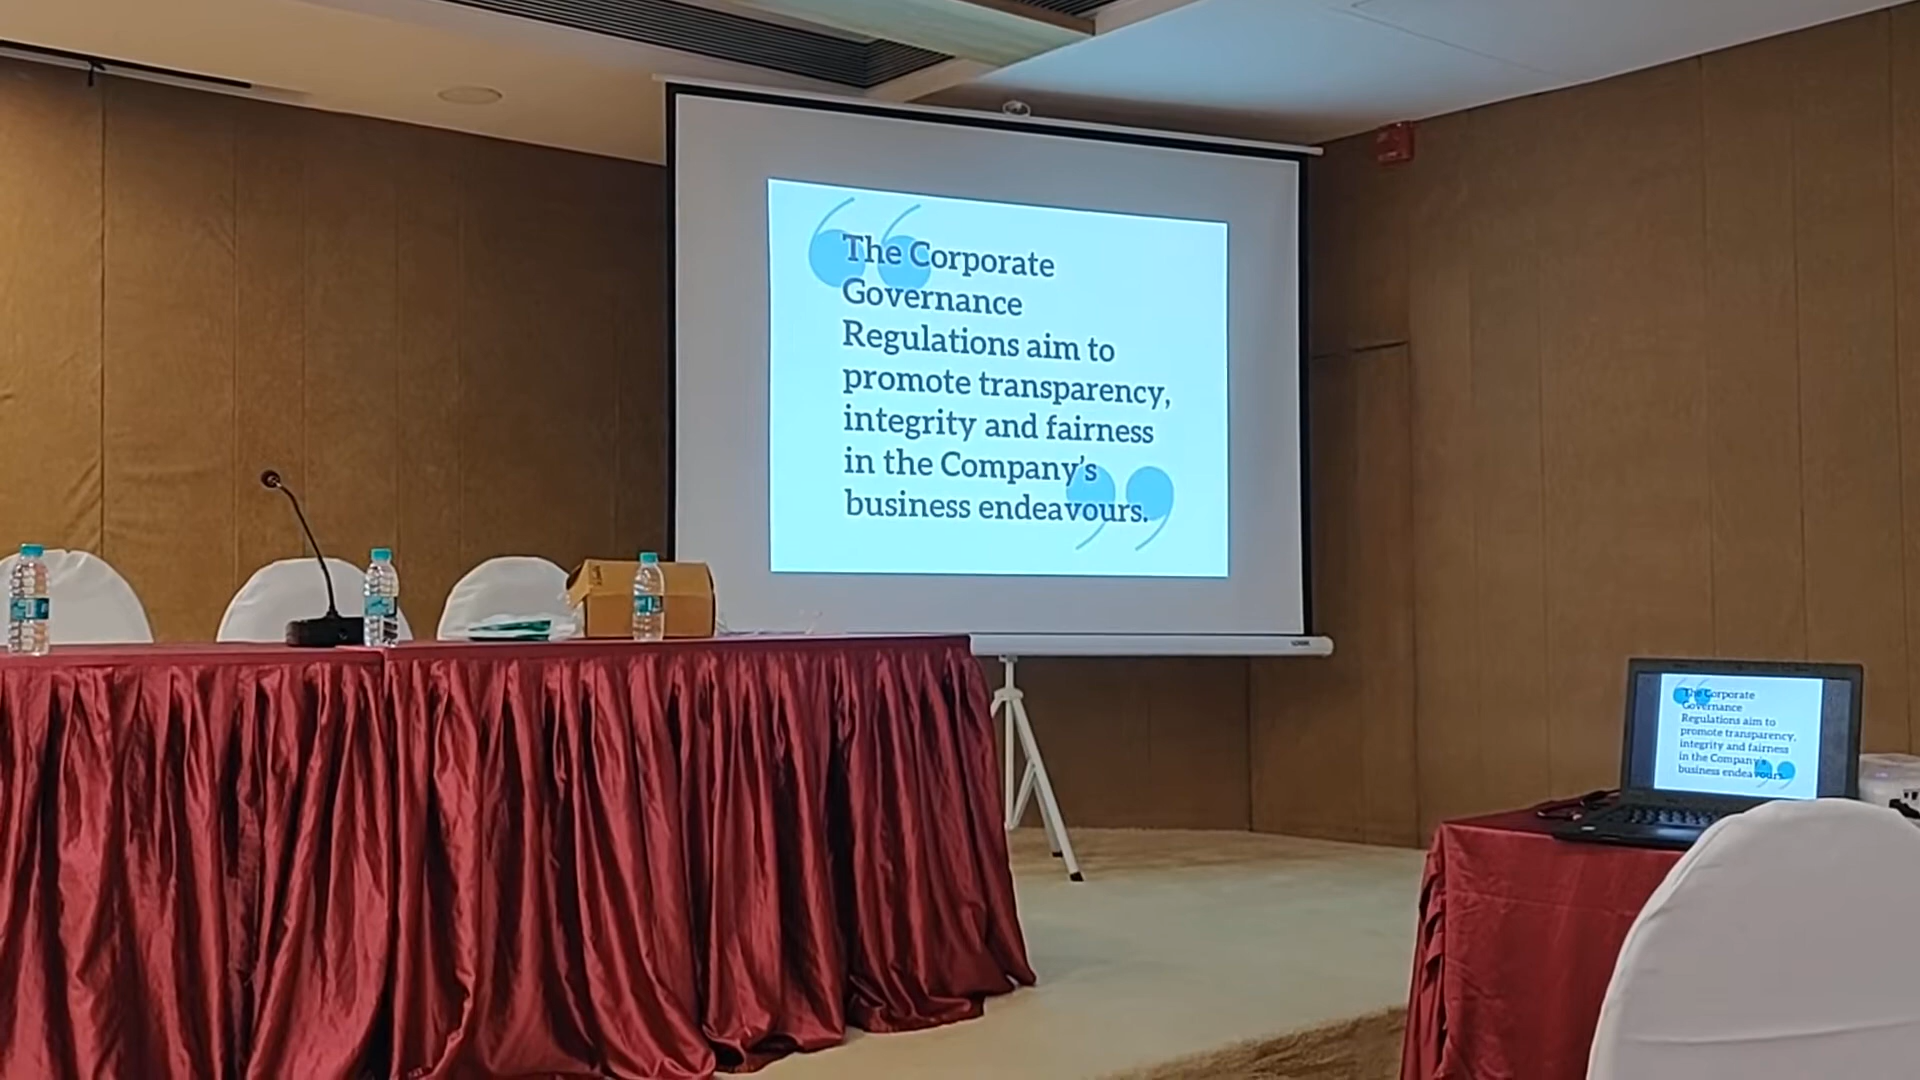 The Corporate
Governance
Regulations aim to
promote transparency,
integrity and fairness
in the Company's
business endeavours.
The Corporate
Governance
Regulations aim to
promote transparency,
integrity and fairness
in the Company's
business endeavours.